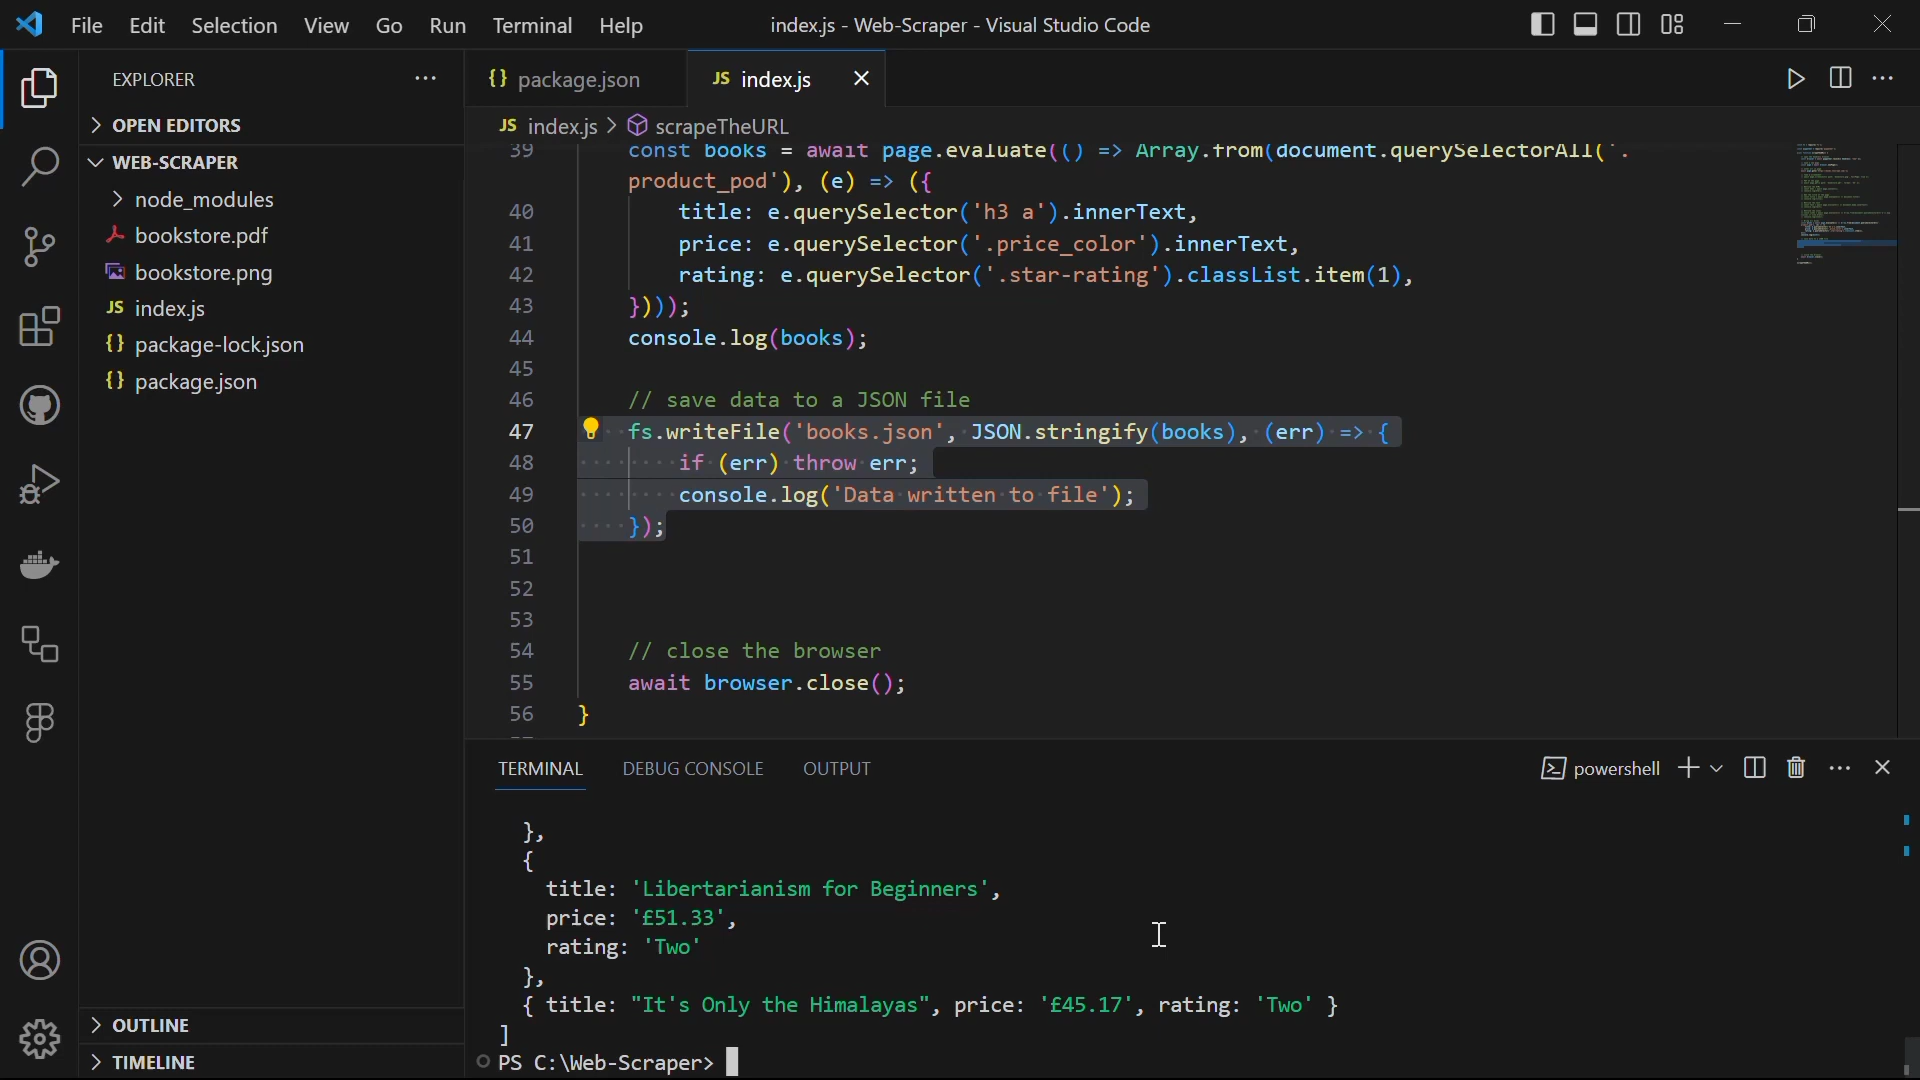 File Edit Selection View Go Run Terminal Help
index.js - Web-Scraper - Visual Studio Code
EXPLORER
OPEN EDITORS
WEB-SCRAPER
node_modules
bookstore.pdf
bookstore.png
JS index.js
{} package-lock.json
{} package.json
OUTLINE
TIMELINE
{} package.json
JS index.js
JS index.js > scrapeTheURL
39 const books = await page.evaluate(() => Array.from(document.querySelectorAll('.
product_pod'), (e) => ({
40 title: e.querySelector('h3 a').innerText,
41 price: e.querySelector('.price_color').innerText,
42 rating: e.querySelector('.star-rating').classList.item(1),
43 })));
44 console.log(books);
45
46 // save data to a JSON file
47 fs.writeFile('books.json', JSON.stringify(books), (err) => {
48 if (err) throw err;
49 console.log('Data written to file');
50 });
51
52
53
54 // close the browser
55 await browser.close();
56 }
TERMINAL DEBUG CONSOLE OUTPUT
powershell
},
{
title: 'Libertarianism for Beginners',
price: '£51.33',
rating: 'Two'
},
{ title: "It's Only the Himalayas", price: '£45.17', rating: 'Two' }
]
PS C:\Web-Scraper>